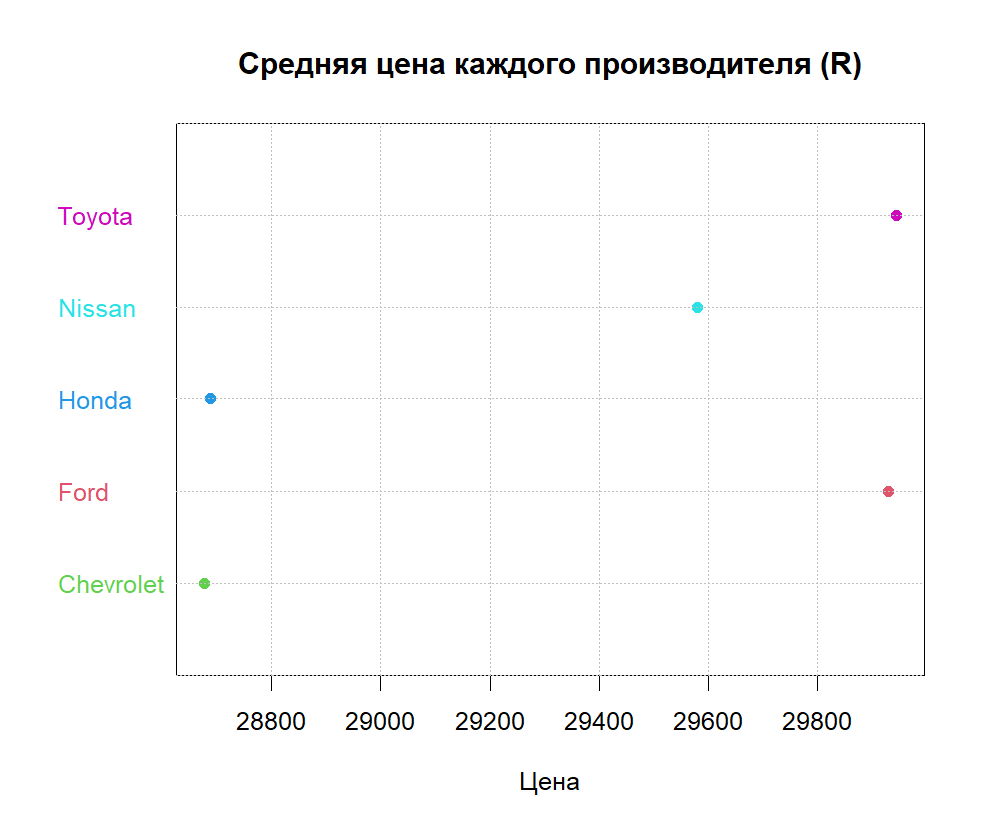 Средняя цена каждого производителя (R)
Toyota
Nissan
Honda
Ford
Chevrolet
28800 29000 29200 29400 29600 29800
Цена